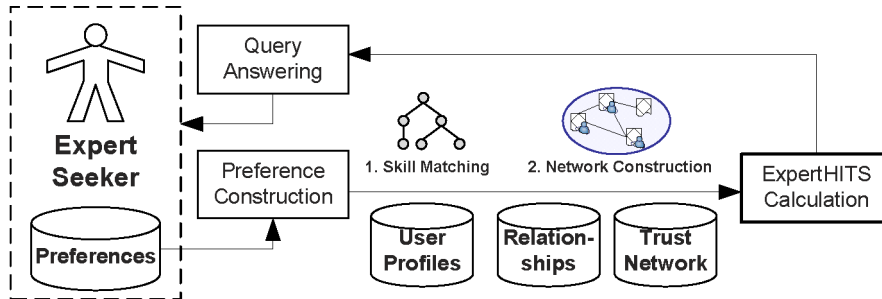 Query
Answering
Expert
Seeker
Preferences
Preference
Construction
1. Skill Matching
2. Network Construction
User
Profiles
Relation-
ships
Trust
Network
ExpertHITS
Calculation